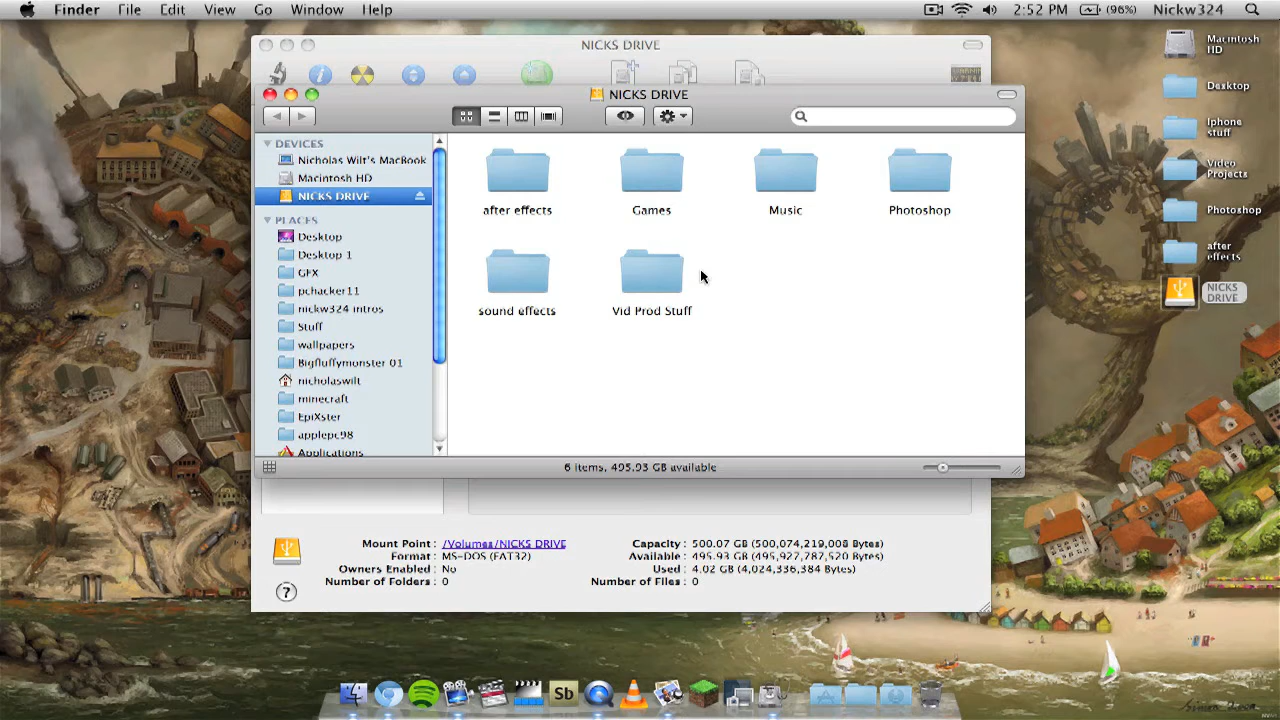 Finder File Edit View Go Window Help
2:52 PM (96%) Nickw324
NICKS DRIVE
NICKS DRIVE
DEVICES
Nicholas Wilt's MacBook
Macintosh HD
NICKS DRIVE
PLACES
Desktop
Desktop 1
GFX
pchacker11
nickw324 intros
Stuff
wallpapers
Bigfluffymonster 01
nicholaswilt
minecraft
EpiXster
applepc98
Applications
after effects Games Music Photoshop
sound effects Vid Prod Stuff
6 items, 495.93 GB available
Mount Point : /Volumes/NICKS DRIVE
Format : MS-DOS (FAT32)
Owners Enabled : No
Number of Folders : 0
Capacity : 500.07 GB (500,074,219,008 Bytes)
Available : 495.93 GB (495,927,787,520 Bytes)
Used : 4.02 GB (4,024,336,384 Bytes)
Number of Files : 0
?
Macintosh
HD
Desktop
Iphone
stuff
Video
Projects
Photoshop
after
effects
NICKS
DRIVE
Sb